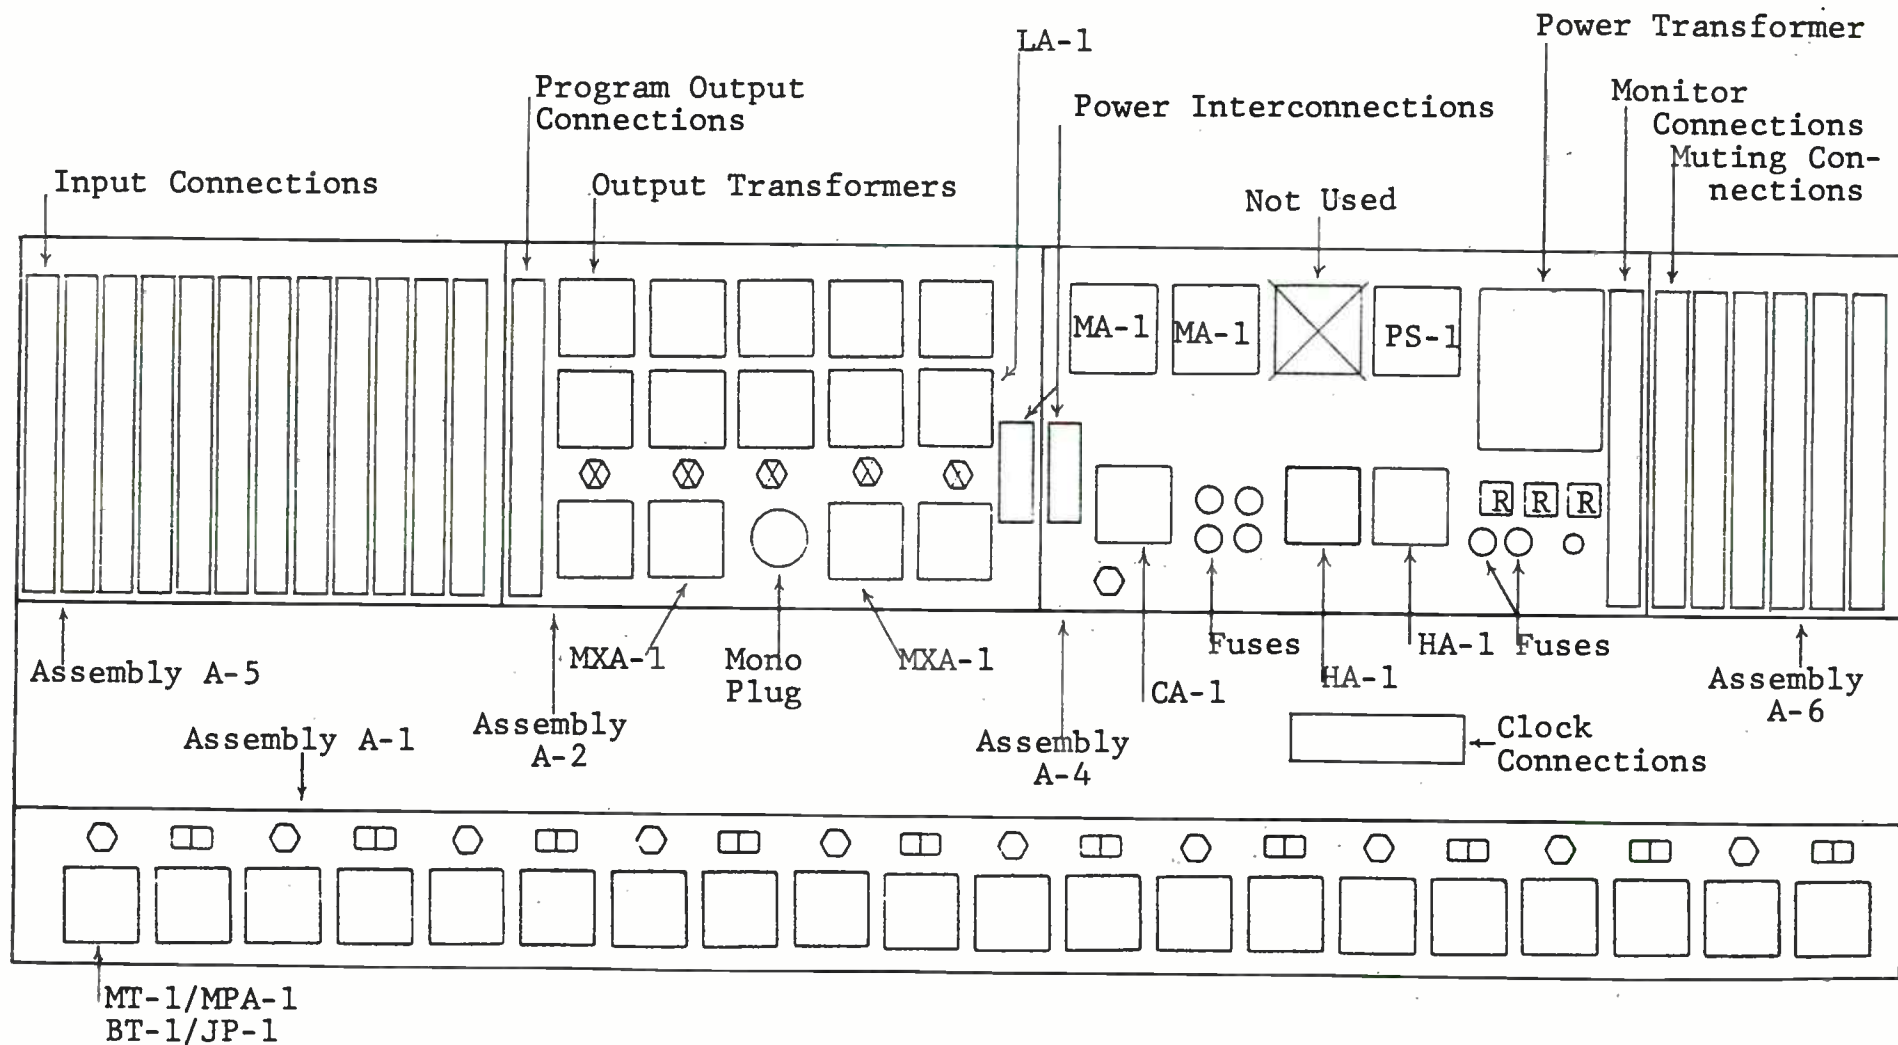 LA-1
Power Transformer
Program Output
Connections
Power Interconnections
Monitor
Connections
Muting Con-
nections
Input Connections
Output Transformers
Not Used
MA-1
MA-1
PS-1
R
R
R
Assembly A-5
MXA-1
Mono
Plug
MXA-1
Fuses
HA-1
Fuses
CA-1
HA-1
Assembly
A-6
Assembly A-1
Assembly
A-2
Assembly
A-4
Clock
Connections
MT-1/MPA-1
BT-1/JP-1